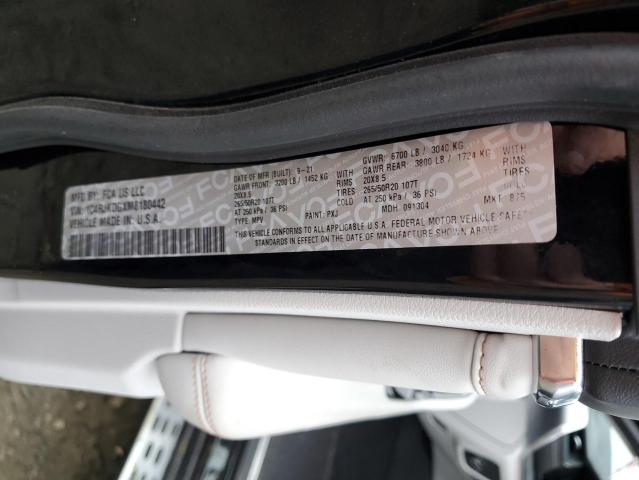 MFD. BY: FCA US LLC
VEHICLE MADE IN: U.S.A.
DATE OF MFR (BUILT): 9-21
GAWR FRONT: 3200 LB / 1452 KG WITH
20X8.5 RIMS
265/50R20 107T TIRES
AT 250 kPa / 36 PSI
TYPE: MPV PAINT: PXJ
GVWR: 6700 LB / 3040 KG
GAWR REAR: 3800 LB / 1724 KG WITH
20X8.5 RIMS
265/50R20 107T TIRES
AT 250 kPa / 36 PSI
MDH: 091304 MKT: 875
THIS VEHICLE CONFORMS TO ALL APPLICABLE U.S.A. FEDERAL MOTOR VEHICLE SAFETY
STANDARDS IN EFFECT ON THE DATE OF MANUFACTURE SHOWN ABOVE